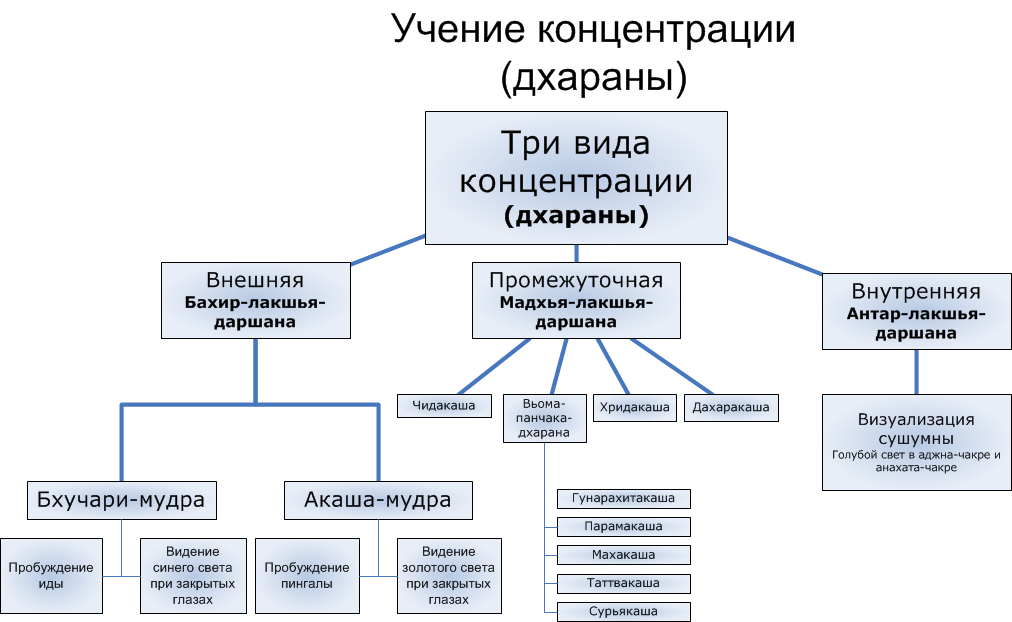 Учение концентрации
(дхараны)
Три вида
концентрации
(дхараны)
Внешняя
Бахир-лакшья-
даршана
Промежуточная
Мадхья-лакшья-
даршана
Внутренняя
Антар-лакшья-
даршана
Чидакаша
Вьома-
панчака-
дхарана
Хридакаша
Дахаракаша
Визуализация
сушумны
Голубой свет в аджна-чакре и
анахата-чакре
Бхучари-мудра
Акаша-мудра
Гунарахитакаша
Парамакаша
Махакаша
Таттвакаша
Сурьякаша
Пробуждение
иды
Видение
синего света
при закрытых
глазах
Пробуждение
пингалы
Видение
золотого света
при закрытых
глазах